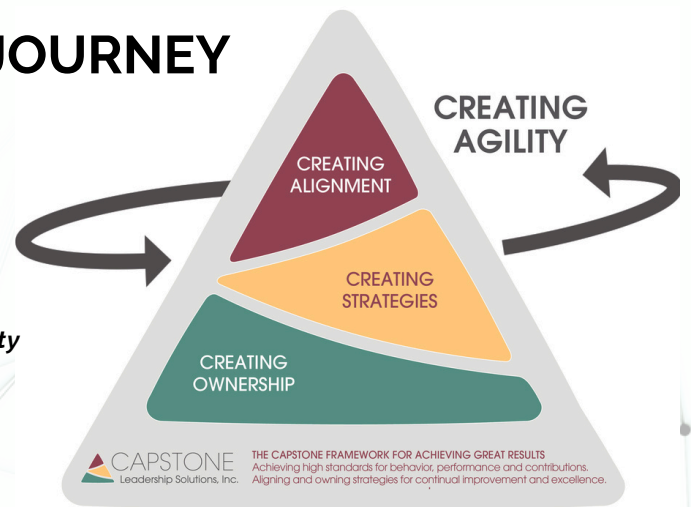 JOURNEY
CREATING
AGILITY
CREATING
ALIGNMENT
CREATING
STRATEGIES
ty
CREATING
OWNERSHIP
CAPSTONE
Leadership Solutions, Inc.
THE CAPSTONE FRAMEWORK FOR ACHIEVING GREAT RESULTS
Achieving high standards for behavior, performance and contributions.
Aligning and owning strategies for continual improvement and excellence.